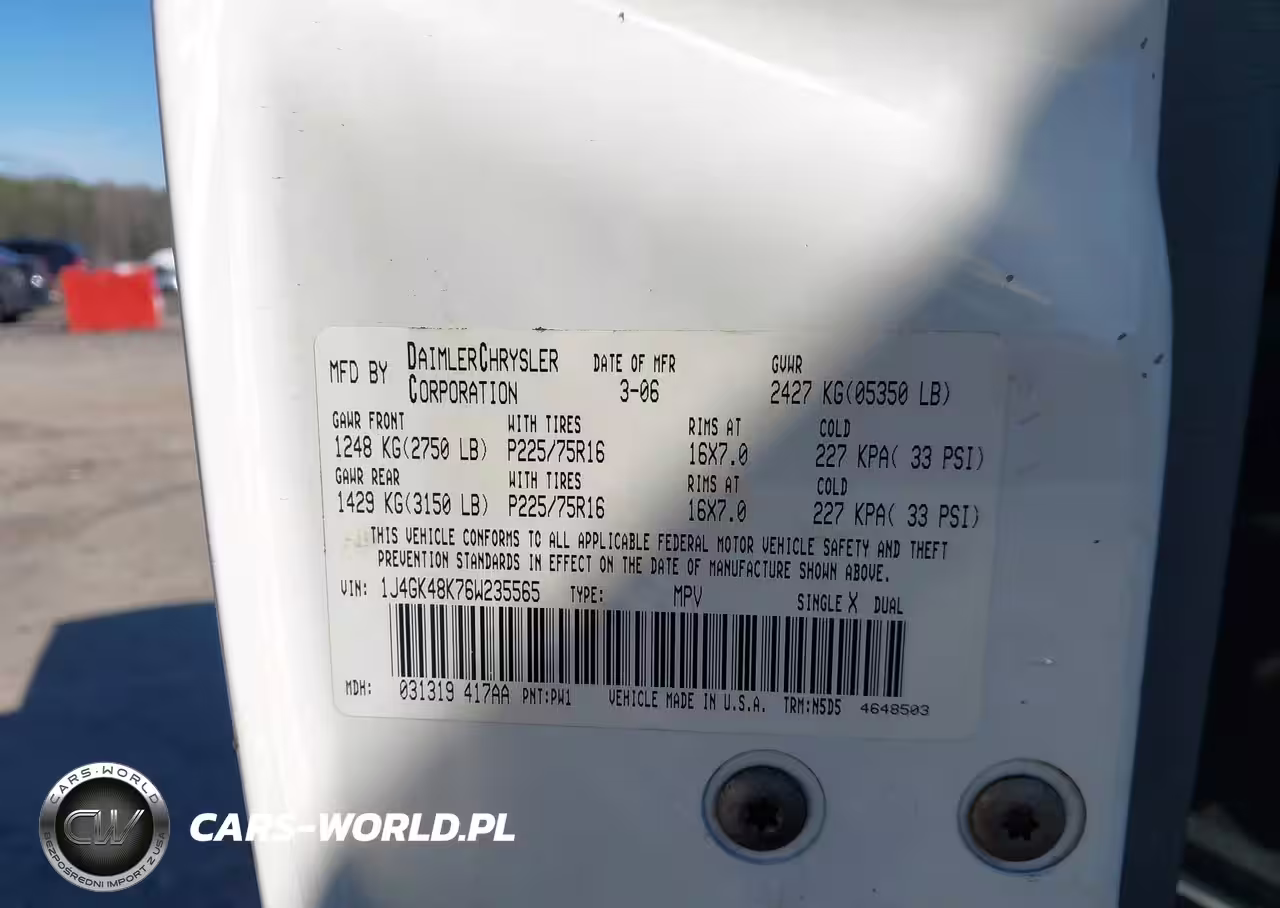 MFD BY DAIMLERCHRYSLER CORPORATION DATE OF MFR 3-06 GVWR 2427 KG(05350 LB)
GAWR FRONT WITH TIRES RIMS AT COLD
1248 KG(2750 LB) P225/75R16 16X7.0 227 KPA( 33 PSI)
GAWR REAR WITH TIRES RIMS AT COLD
1429 KG(3150 LB) P225/75R16 16X7.0 227 KPA( 33 PSI)
THIS VEHICLE CONFORMS TO ALL APPLICABLE FEDERAL MOTOR VEHICLE SAFETY AND THEFT
PREVENTION STANDARDS IN EFFECT ON THE DATE OF MANUFACTURE SHOWN ABOVE.
VIN: 1J4GK48K76W235565 TYPE: MPV SINGLE X DUAL
MDH: 031319 417AA PNT:PW1 VEHICLE MADE IN U.S.A. TRM:N5D5 4648503
CARS-WORLD
CW
BEZPOŚREDNI IMPORT Z USA
CARS-WORLD.PL